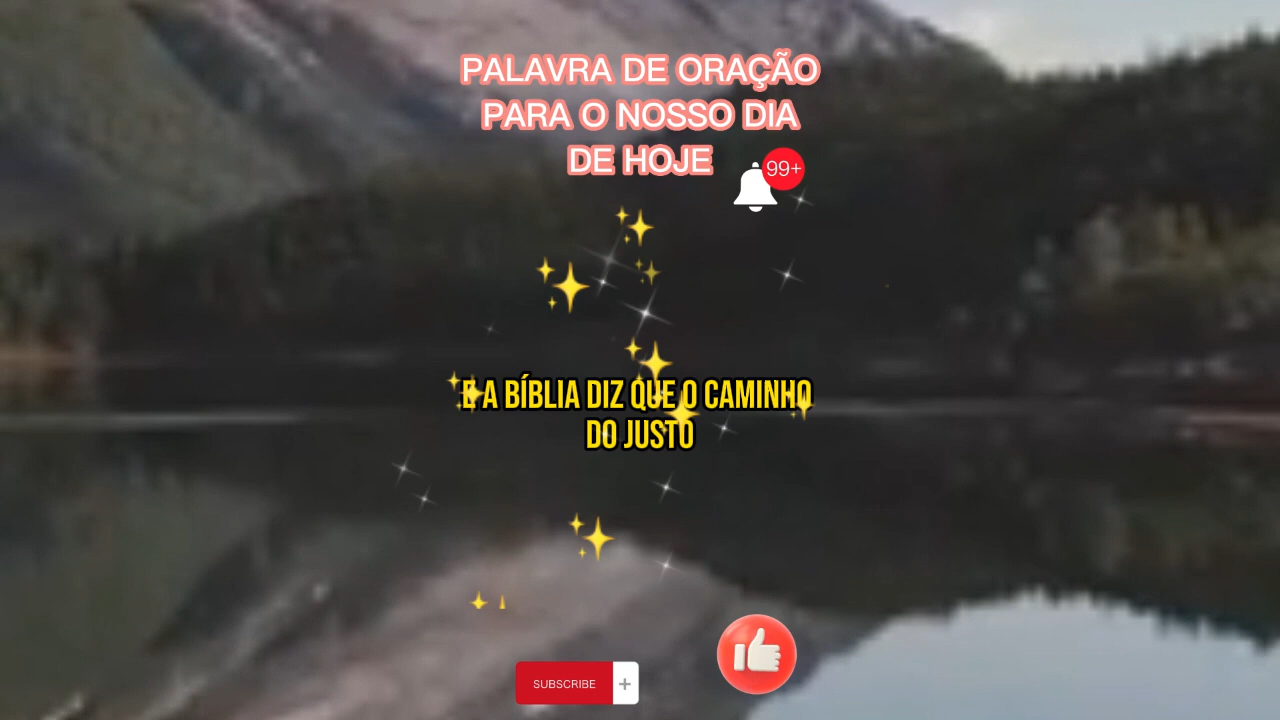 PALAVRA DE ORAÇÃO
PARA O NOSSO DIA
DE HOJE
99+
E A BÍBLIA DIZ QUE O CAMINHO
DO JUSTO
SUBSCRIBE +